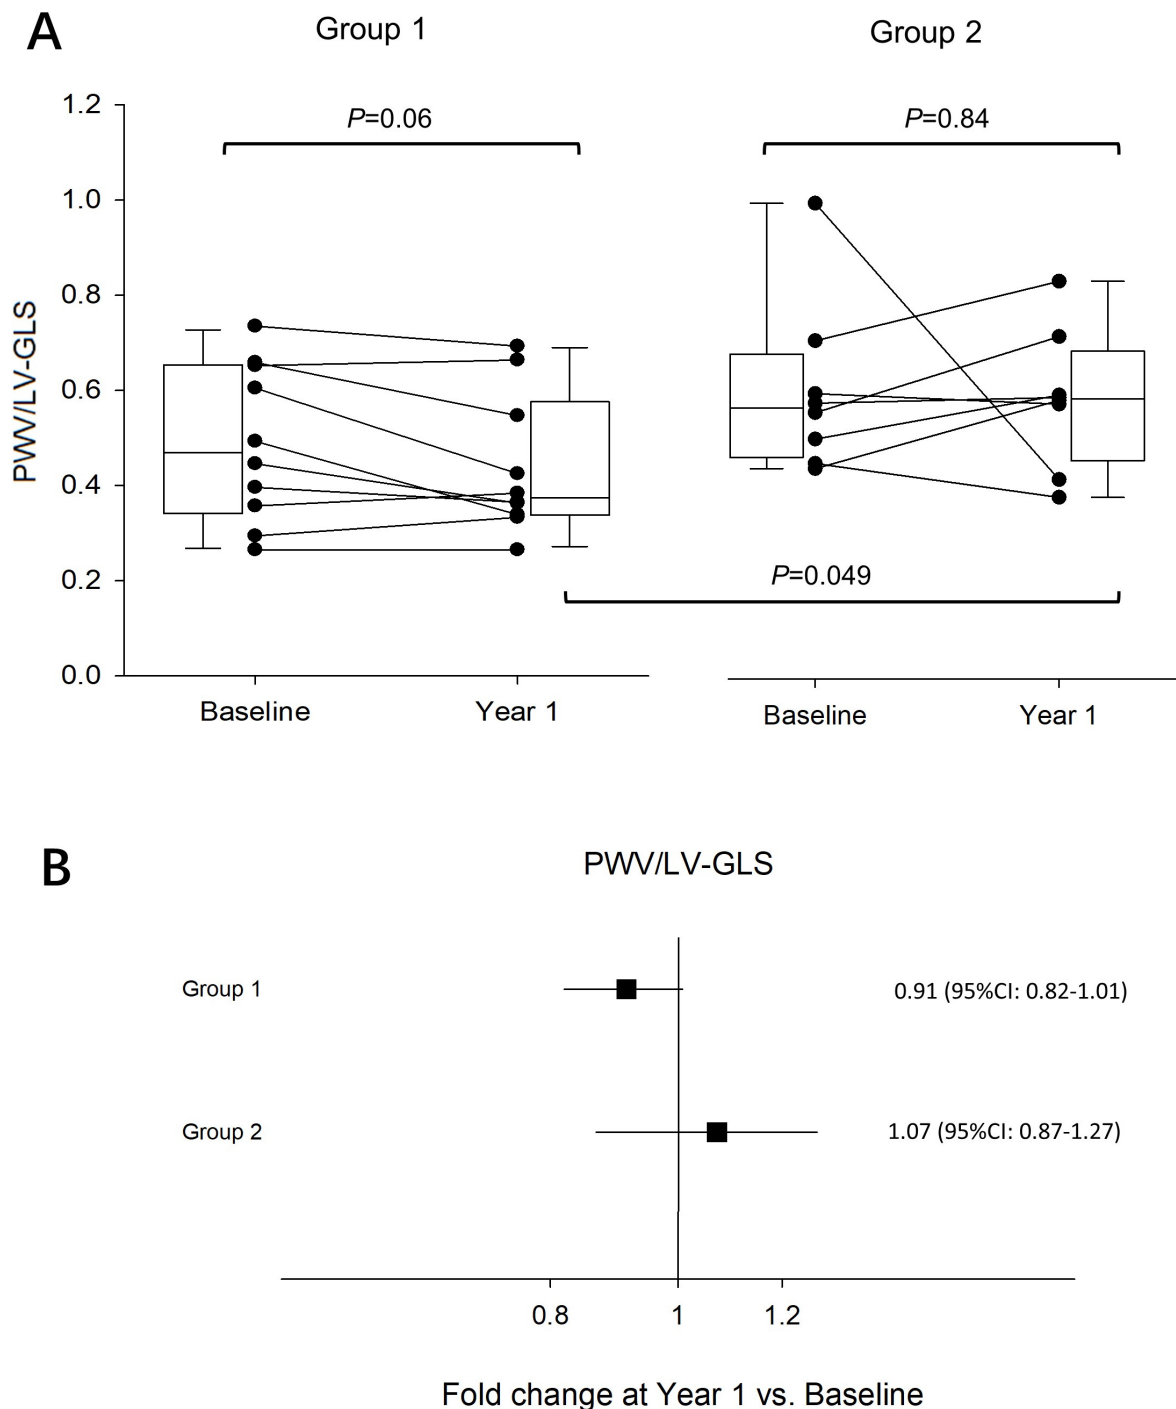 A
Group 1
Group 2
P=0.06
P=0.84
PWV/LV-GLS
1.2
1.0
0.8
0.6
0.4
0.2
0.0
P=0.049
Baseline
Year 1
Baseline
Year 1
B
PWV/LV-GLS
Group 1
0.91 (95%CI: 0.82-1.01)
Group 2
1.07 (95%CI: 0.87-1.27)
0.8
1
1.2
Fold change at Year 1 vs. Baseline